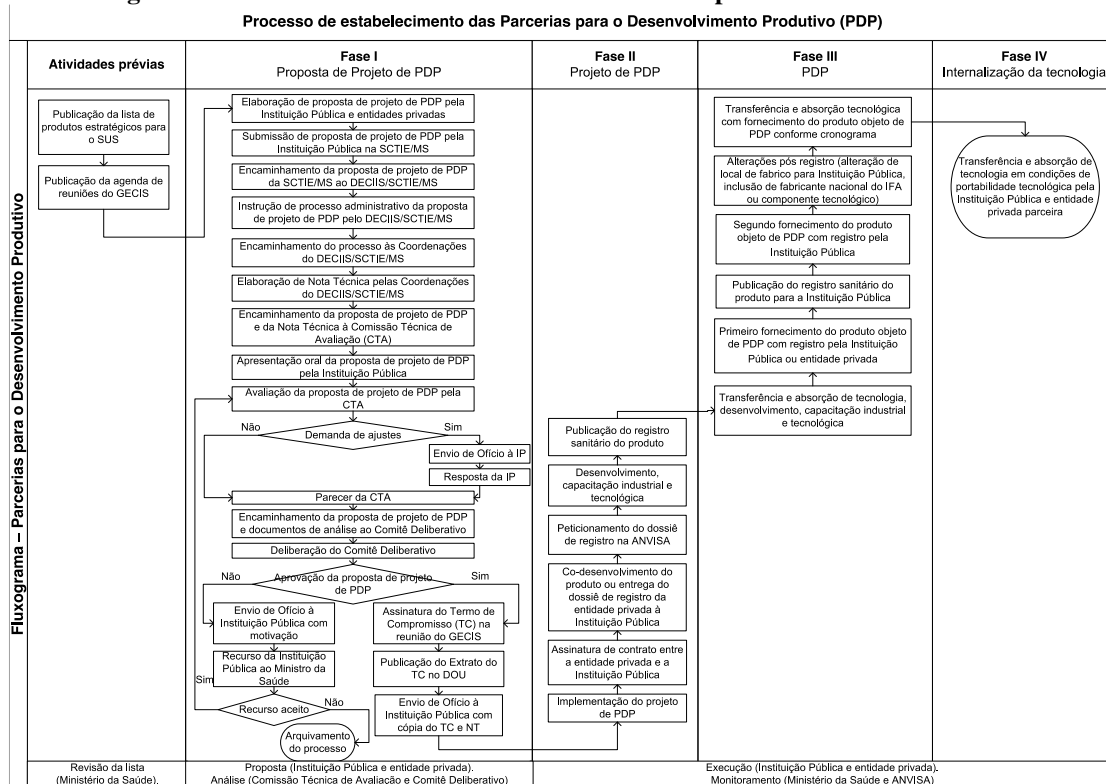 Processo de estabelecimento das Parcerias para o Desenvolvimento Produtivo (PDP)
Fluxograma – Parcerias para o Desenvolvimento Produtivo
Atividades prévias
Publicação da lista de
produtos estratégicos para
o SUS
Publicação da agenda de
reuniões do GECIS
Revisão da lista
(Ministério da Saúde).
Fase I
Proposta de Projeto de PDP
Elaboração de proposta de projeto de PDP pela
Instituição Pública e entidades privadas
Submissão de proposta de projeto de PDP pela
Instituição Pública na SCTIE/MS
Encaminhamento da proposta de projeto de PDP
da SCTIE/MS ao DECIIS/SCTIE/MS
Instrução de processo administrativo da proposta
de projeto de PDP pelo DECIIS/SCTIE/MS
Encaminhamento do processo às Coordenações
do DECIIS/SCTIE/MS
Elaboração de Nota Técnica pelas Coordenações
do DECIIS/SCTIE/MS
Encaminhamento da proposta de projeto de PDP
e da Nota Técnica à Comissão Técnica de
Avaliação (CTA)
Apresentação oral da proposta de projeto de PDP
pela Instituição Pública
Avaliação da proposta de projeto de PDP pela
CTA
Não
Demanda de ajustes
Sim
Envio de Ofício à IP
Resposta da IP
Parecer da CTA
Encaminhamento da proposta de projeto de PDP
e documentos de análise ao Comitê Deliberativo
Deliberação do Comitê Deliberativo
Não
Aprovação da proposta de projeto
de PDP
Sim
Envio de Ofício à
Instituição Pública com
motivação
Recurso da Instituição
Pública ao Ministro da
Saúde
Sim
Recurso aceito
Não
Arquivamento
do processo
Assinatura do Termo de
Compromisso (TC) na
reunião do GECIS
Publicação do Extrato do
TC no DOU
Envio de Ofício à
Instituição Pública com
cópia do TC e NT
Proposta (Instituição Pública e entidade privada).
Análise (Comissão Técnica de Avaliação e Comitê Deliberativo)
Fase II
Projeto de PDP
Publicação do registro
sanitário do produto
Desenvolvimento,
capacitação industrial e
tecnológica
Peticionamento do dossiê
de registro na ANVISA
Co-desenvolvimento do
produto ou entrega do
dossiê de registro da
entidade privada à
Instituição Pública
Assinatura de contrato entre
a entidade privada e a
Instituição Pública
Implementação do projeto
de PDP
Fase III
PDP
Transferência e absorção tecnológica
com fornecimento do produto objeto de
PDP conforme cronograma
Alterações pós registro (alteração de
local de fabrico para Instituição Pública,
inclusão de fabricante nacional do IFA
ou componente tecnológico)
Segundo fornecimento do produto
objeto de PDP com registro pela
Instituição Pública
Publicação do registro sanitário do
produto para a Instituição Pública
Primeiro fornecimento do produto objeto
de PDP com registro pela Instituição
Pública ou entidade privada
Transferência e absorção de tecnologia,
desenvolvimento, capacitação industrial
e tecnológica
Fase IV
Internalização da tecnologia
Transferência e absorção de
tecnologia em condições de
portabilidade tecnológica pela
Instituição Pública e entidade
privada parceira
Execução (Instituição Pública e entidade privada).
Monitoramento (Ministério da Saúde e ANVISA)